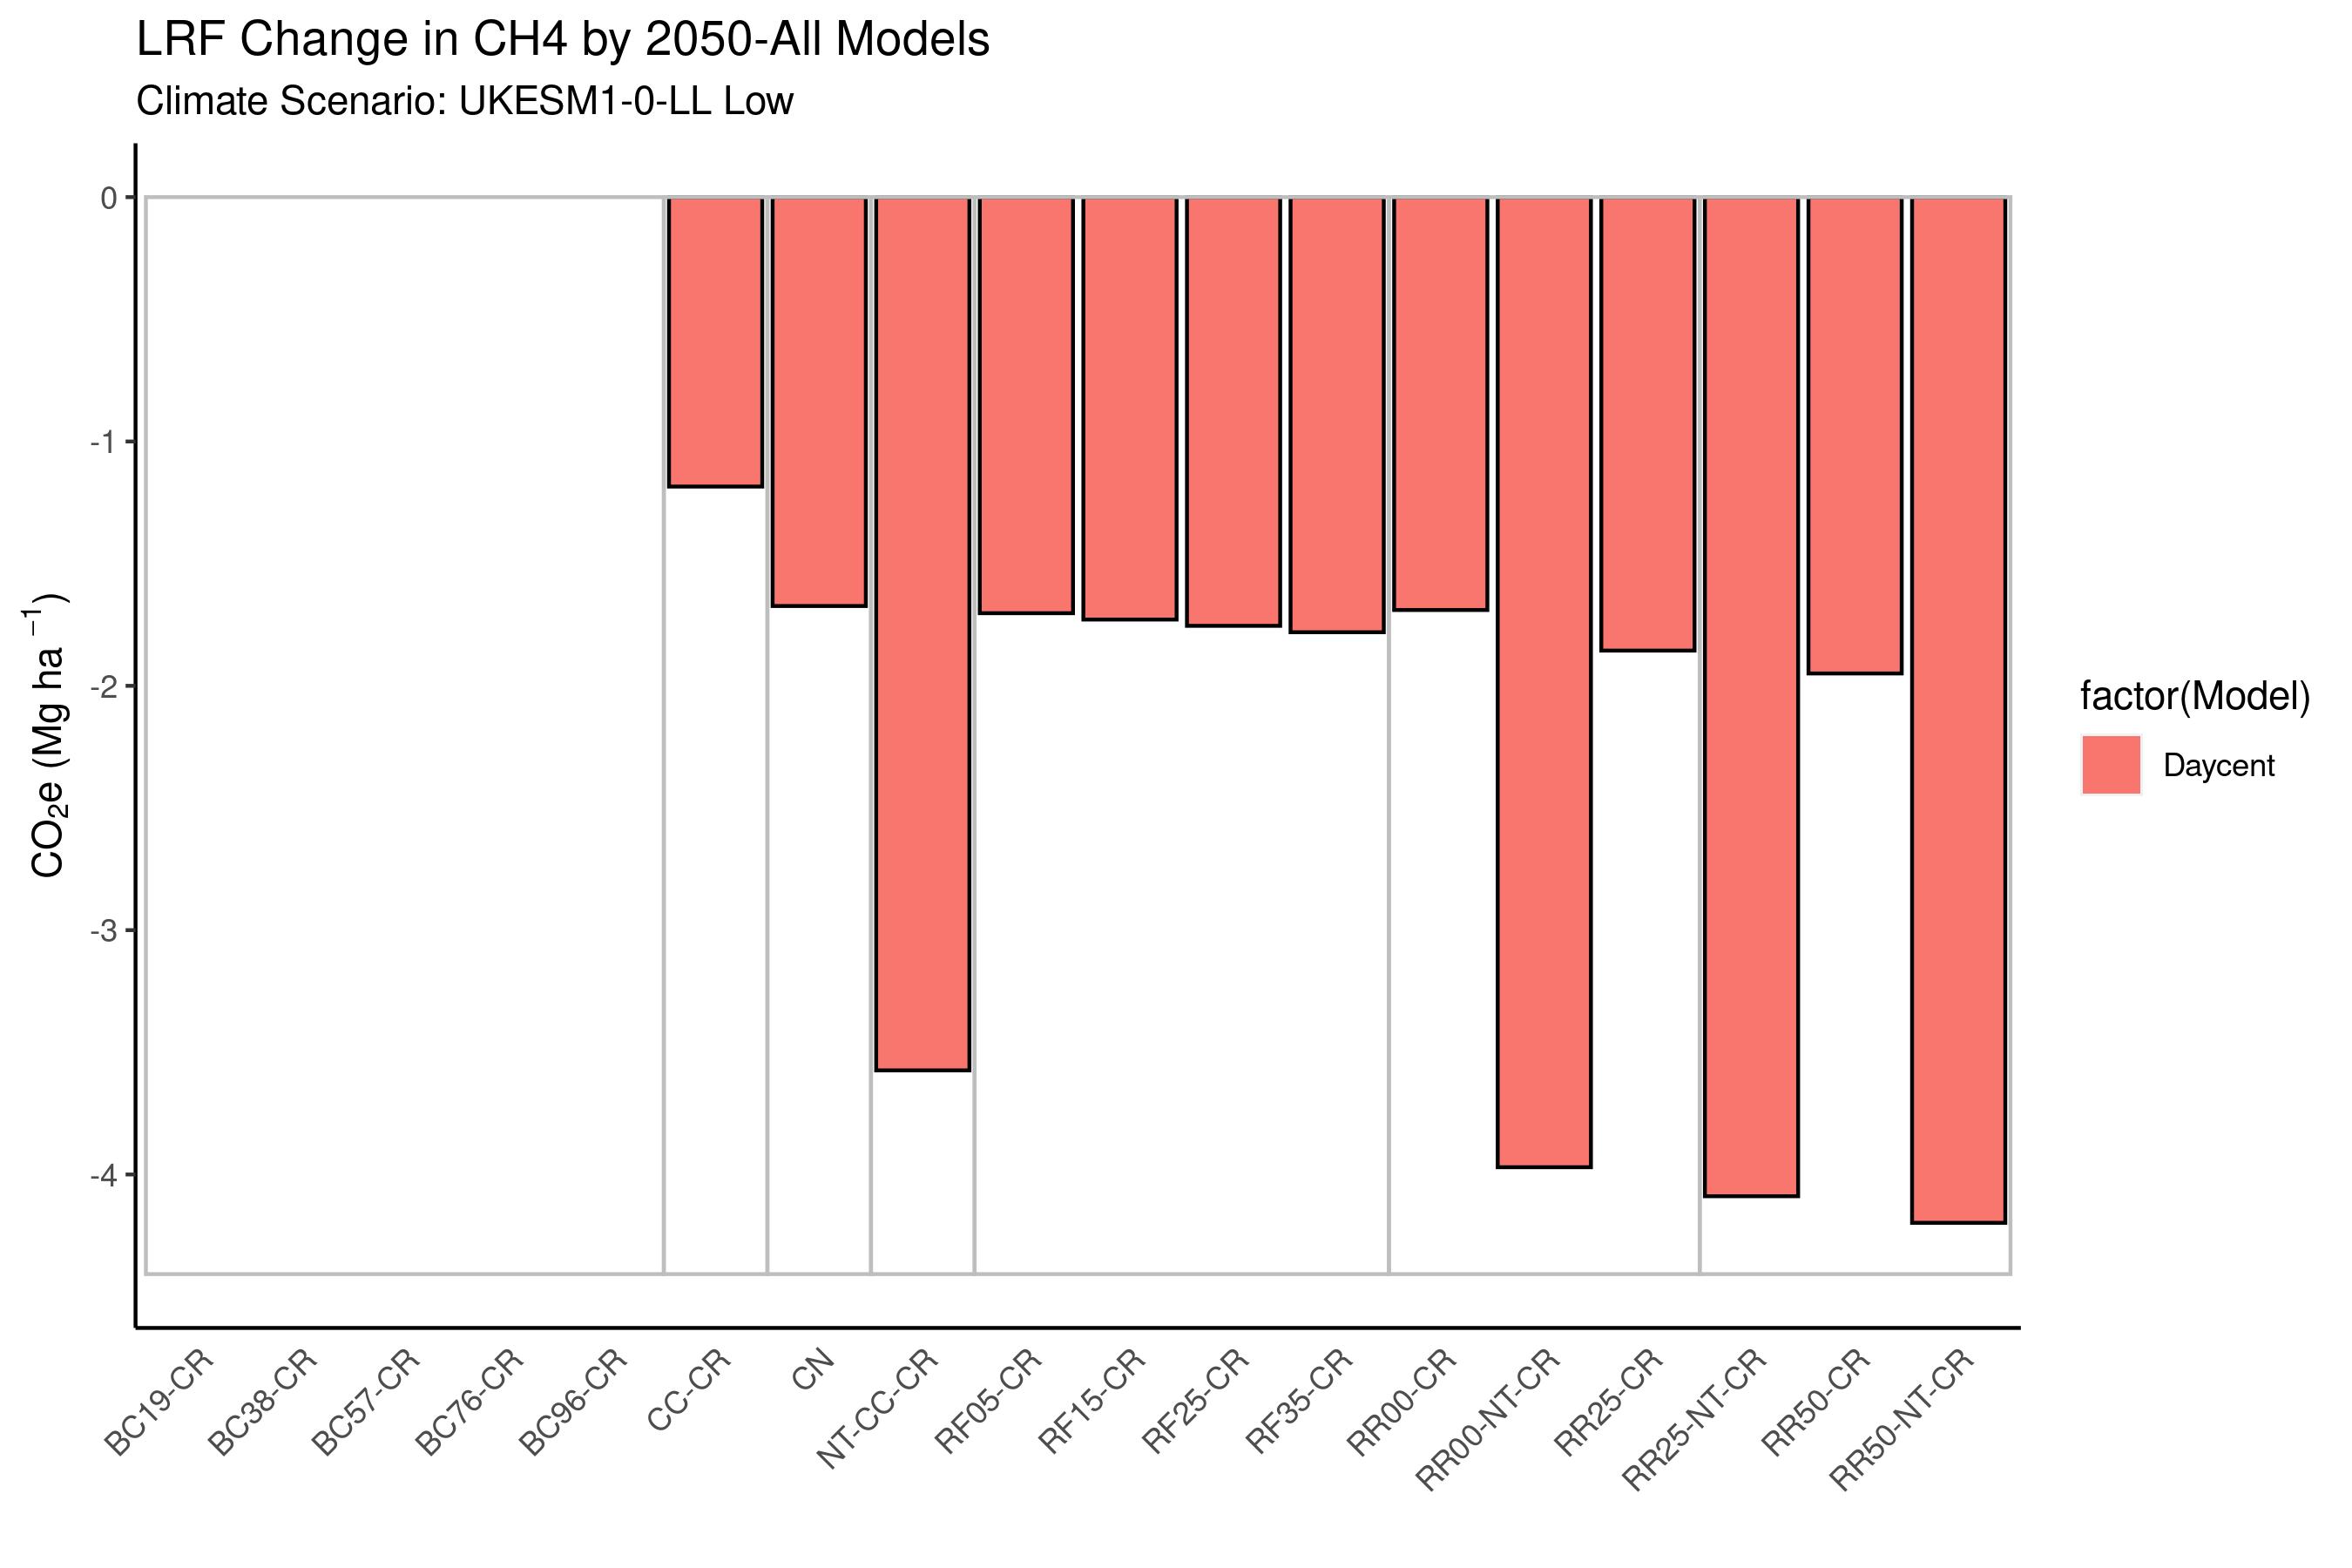 LRF Change in CH4 by 2050-All Models
Climate Scenario: UKESM1-0-LL Low
CO₂e (Mg ha ⁻¹)
0
-1
-2
-3
-4
BC19-CR
BC38-CR
BC57-CR
BC76-CR
BC96-CR
CC-CR
CN
NT-CC-CR
RF05-CR
RF15-CR
RF25-CR
RF35-CR
RR00-CR
RR00-NT-CR
RR25-CR
RR25-NT-CR
RR50-CR
RR50-NT-CR
factor(Model)
Daycent